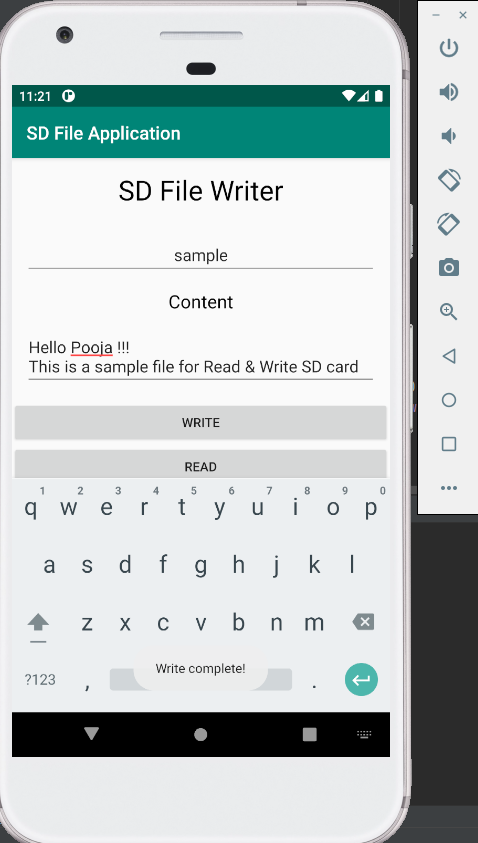 11:21
SD File Application
SD File Writer
sample
Content
Hello Pooja !!!
This is a sample file for Read & Write SD card
WRITE
READ
1 2 3 4 5 6 7 8 9 0
q w e r t y u i o p
a s d f g h j k l
z x c v b n m
?123 , .
Write complete!